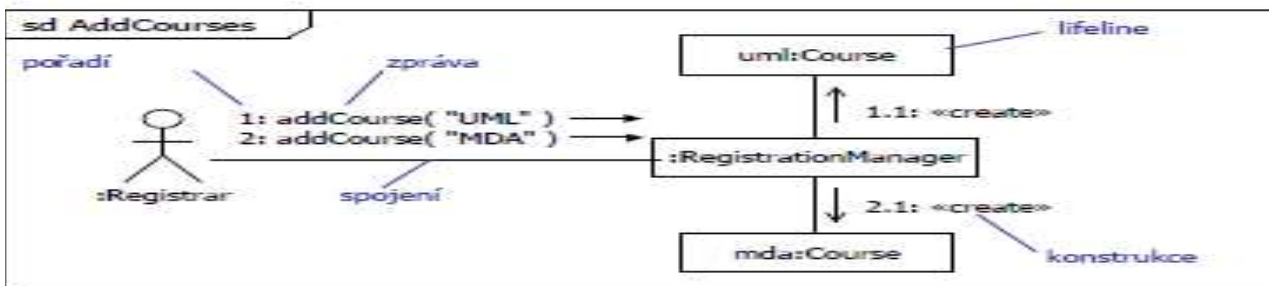 sd AddCourses
lifeline
pořadí
zpráva
uml:Course
1: addCourse( "UML" )
1.1: «create»
2: addCourse( "MDA" )
:RegistrationManager
:Registrar
spojení
2.1: «create»
mda:Course
konstrukce